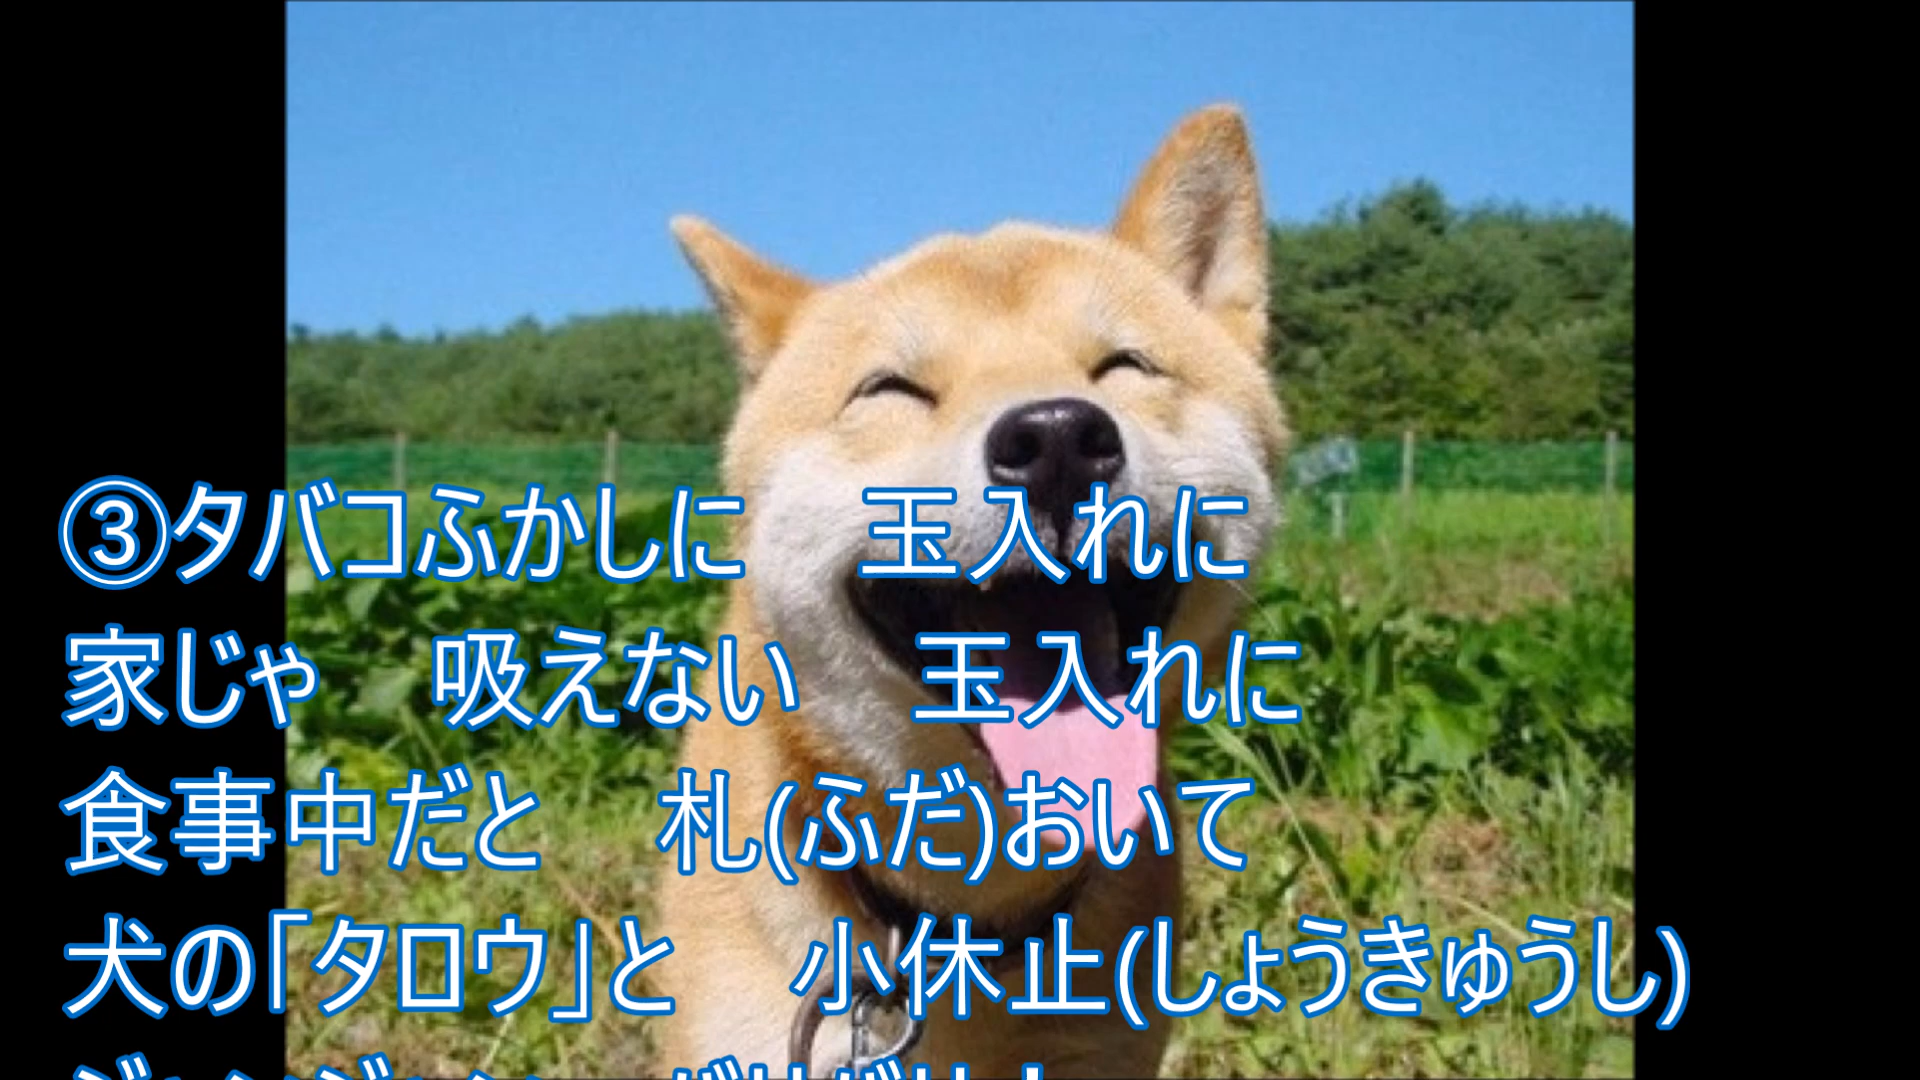 ③タバコふかしに　玉入れに
家じゃ　吸えない　玉入れに
食事中だと　札(ふだ)おいて
犬の「タロウ」と　小休止(しょうきゅうし)